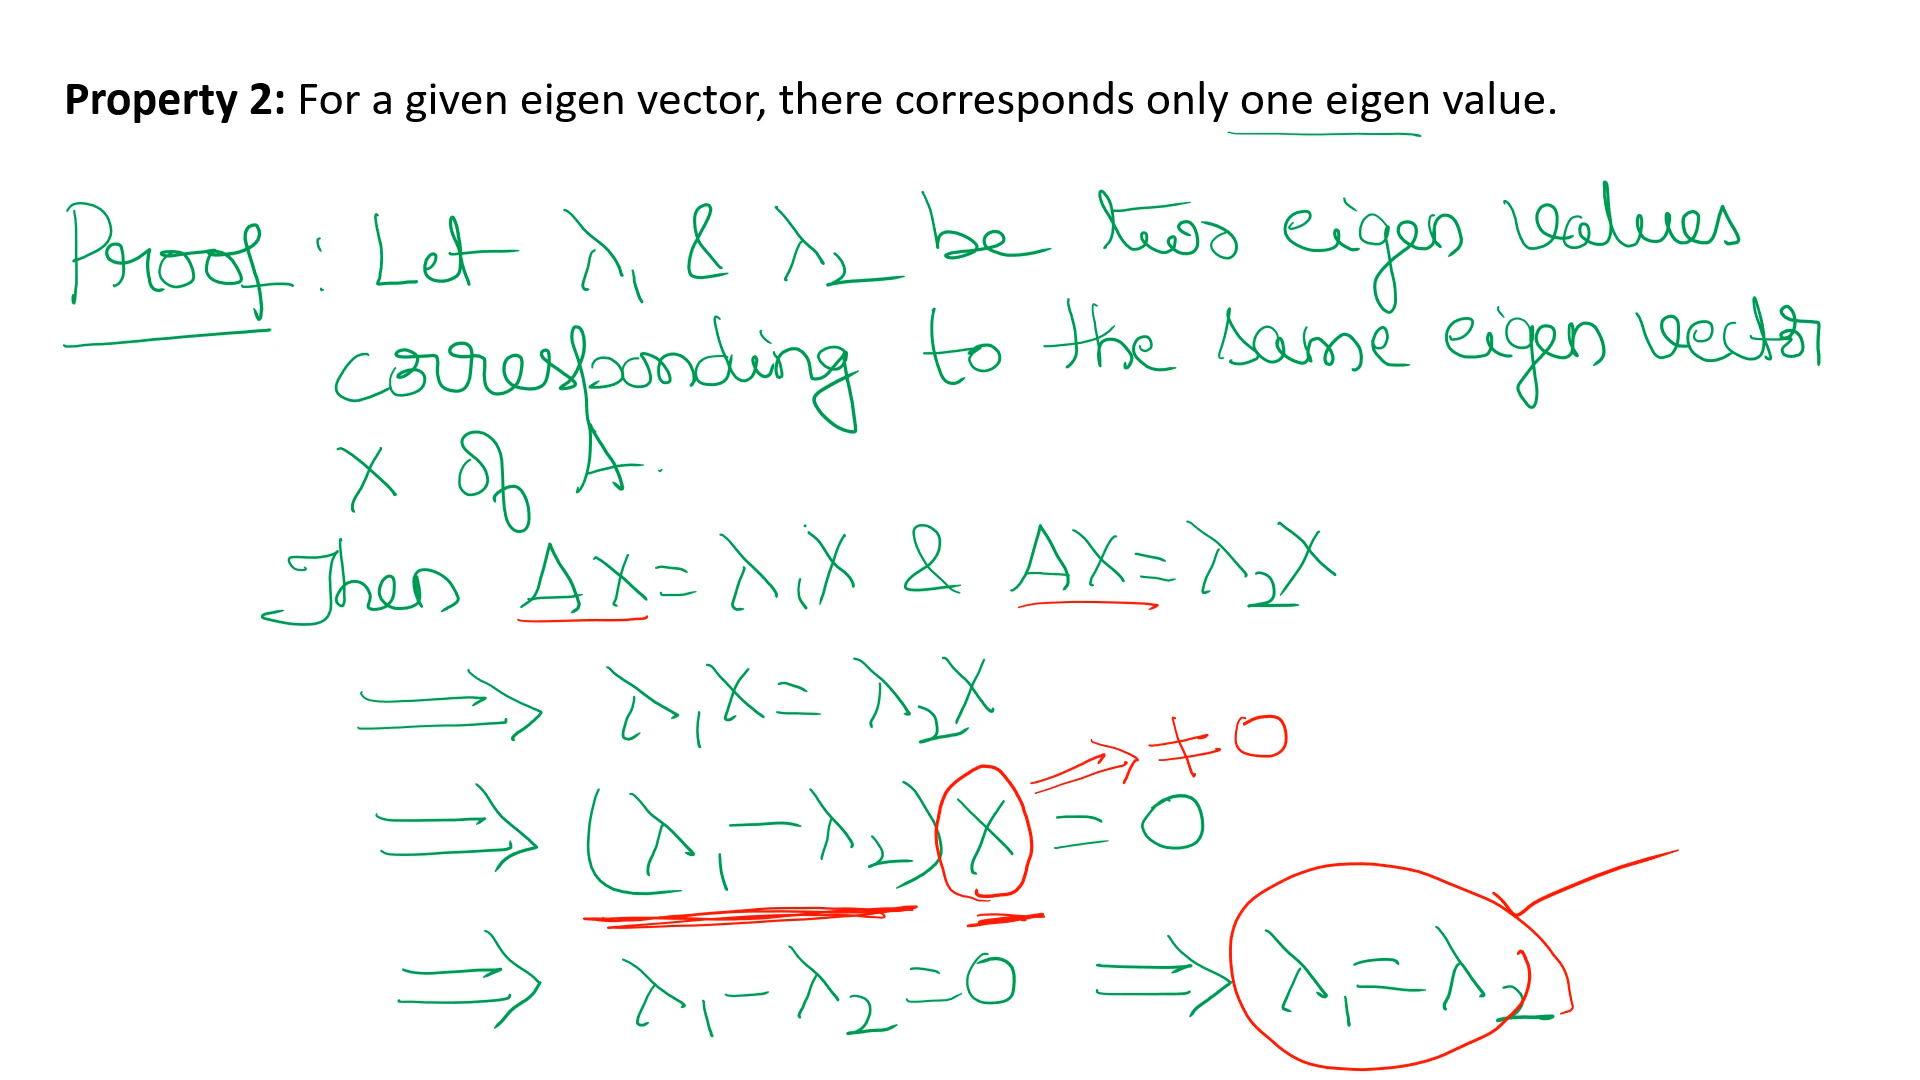 Property 2: For a given eigen vector, there corresponds only one eigen value.
Proof: Let λ₁ & λ₂ be two eigen values
corresponding to the same eigen vector
X of A.
Then AX = λ₁X & AX = λ₂X
⟹ λ₁X = λ₂X
⟹ ≠ 0
⟹ (λ₁ - λ₂) X = 0
⟹ λ₁ - λ₂ = 0 ⟹ λ₁ = λ₂